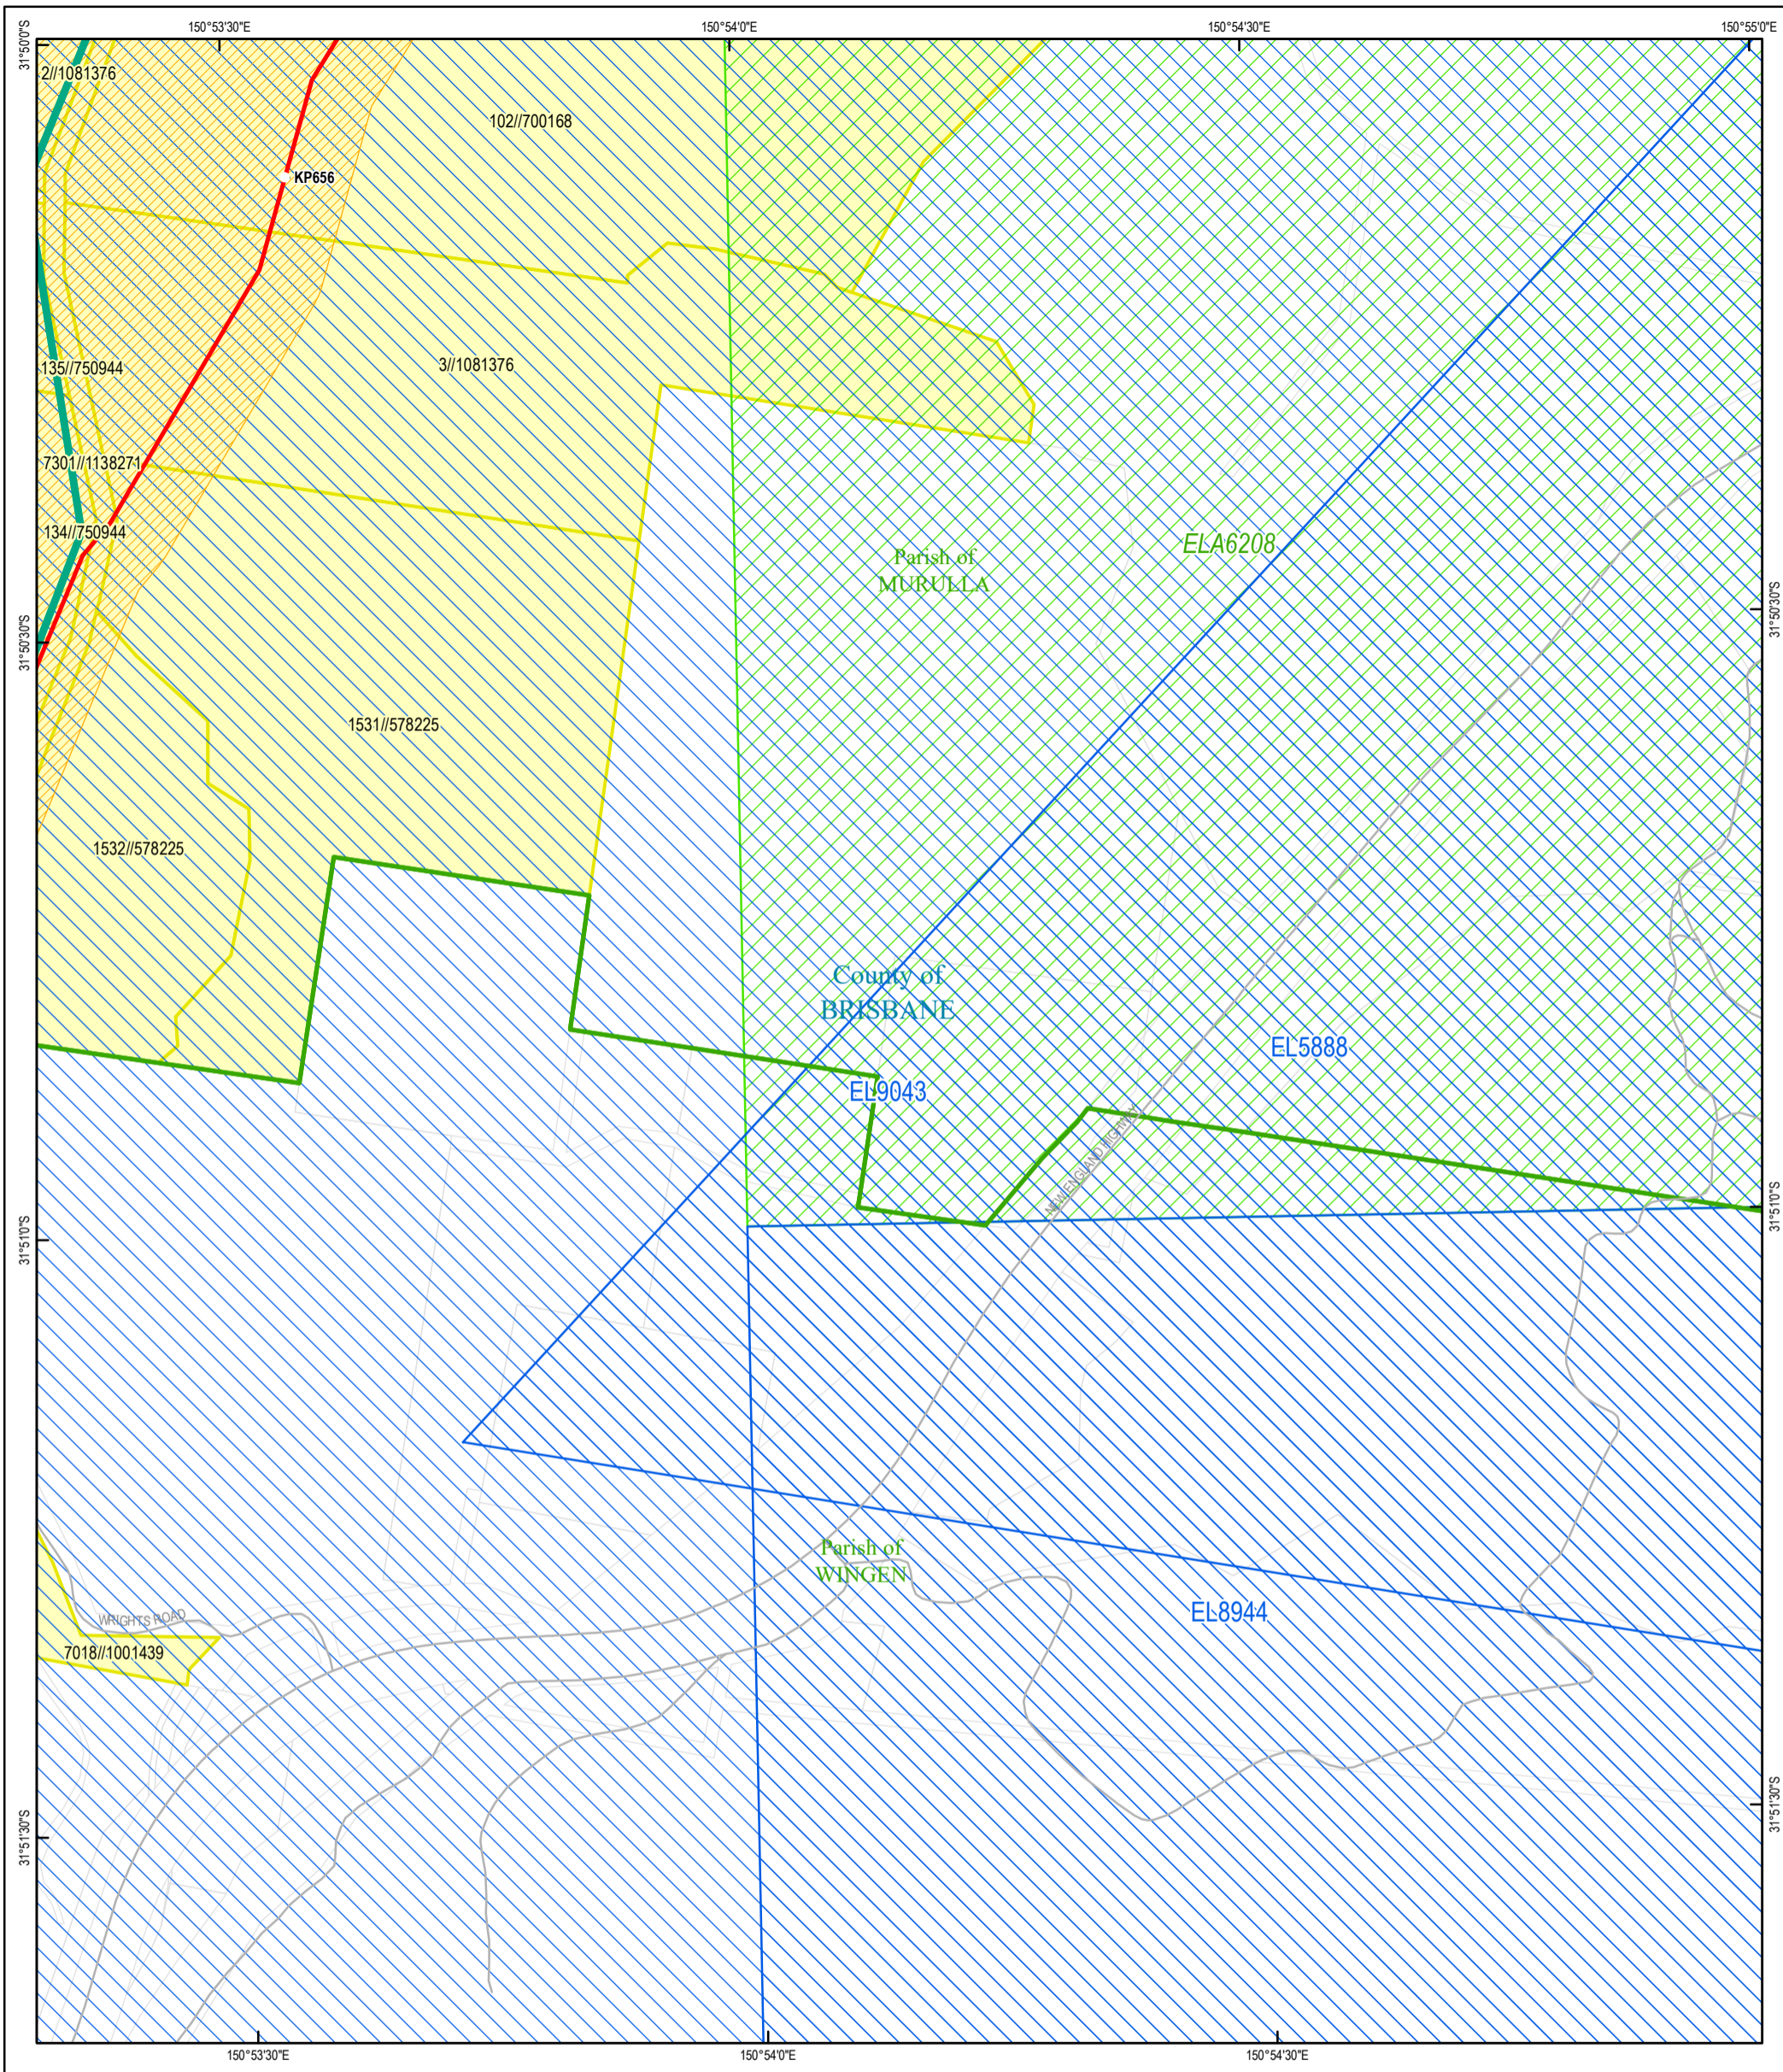 150°53'30"E
150°54'0"E
150°54'30"E
150°55'0"E
31°50'0"S
2//1081376
102//700168
KP656
135//750944
3//1081376
7301//1138271
134//750944
Parish of
MURULLA
ELA6208
31°50'30"S
31°50'30"S
1531//578225
1532//578225
County of
BRISBANE
EL5888
EL9043
NEW ENGLAND HIGHWAY
31°51'0"S
31°51'0"S
Parish of
WINGEN
EL8944
WRIGHTS ROAD
7018//1001439
31°51'30"S
31°51'30"S
150°53'30"E
150°54'0"E
150°54'30"E